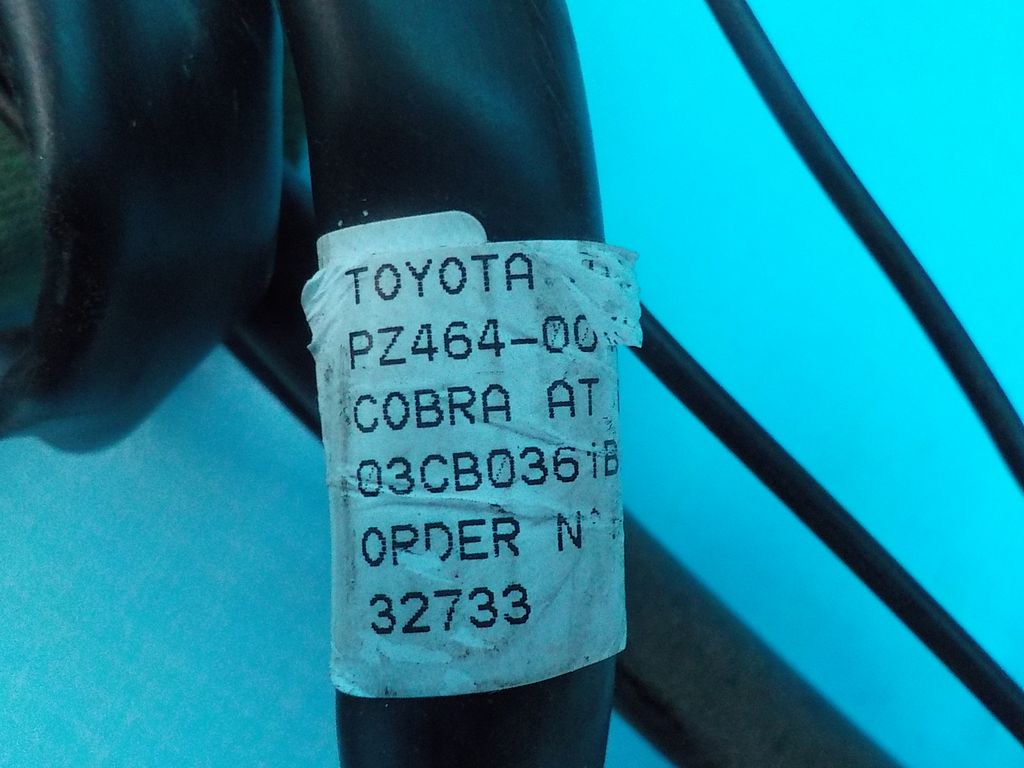 TOYOTA
PZ464-00
COBRA AT
03CB0361B
ORDER N°
32733